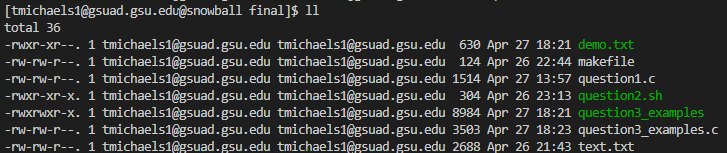 [tmichaels1@gsuad.gsu.edu@snowball final]$ ll
total 36
-rwxr-xr--. 1 tmichaels1@gsuad.gsu.edu tmichaels1@gsuad.gsu.edu 630 Apr 27 18:21 demo.txt
-rw-rw-r--. 1 tmichaels1@gsuad.gsu.edu tmichaels1@gsuad.gsu.edu 124 Apr 26 22:44 makefile
-rw-rw-r--. 1 tmichaels1@gsuad.gsu.edu tmichaels1@gsuad.gsu.edu 1514 Apr 27 13:57 question1.c
-rwxr-xr-x. 1 tmichaels1@gsuad.gsu.edu tmichaels1@gsuad.gsu.edu 304 Apr 26 23:13 question2.sh
-rwxrwxr-x. 1 tmichaels1@gsuad.gsu.edu tmichaels1@gsuad.gsu.edu 8984 Apr 27 18:21 question3_examples
-rw-rw-r--. 1 tmichaels1@gsuad.gsu.edu tmichaels1@gsuad.gsu.edu 3503 Apr 27 18:23 question3_examples.c
-rw-rw-r--. 1 tmichaels1@gsuad.gsu.edu tmichaels1@gsuad.gsu.edu 2688 Apr 26 21:43 text.txt